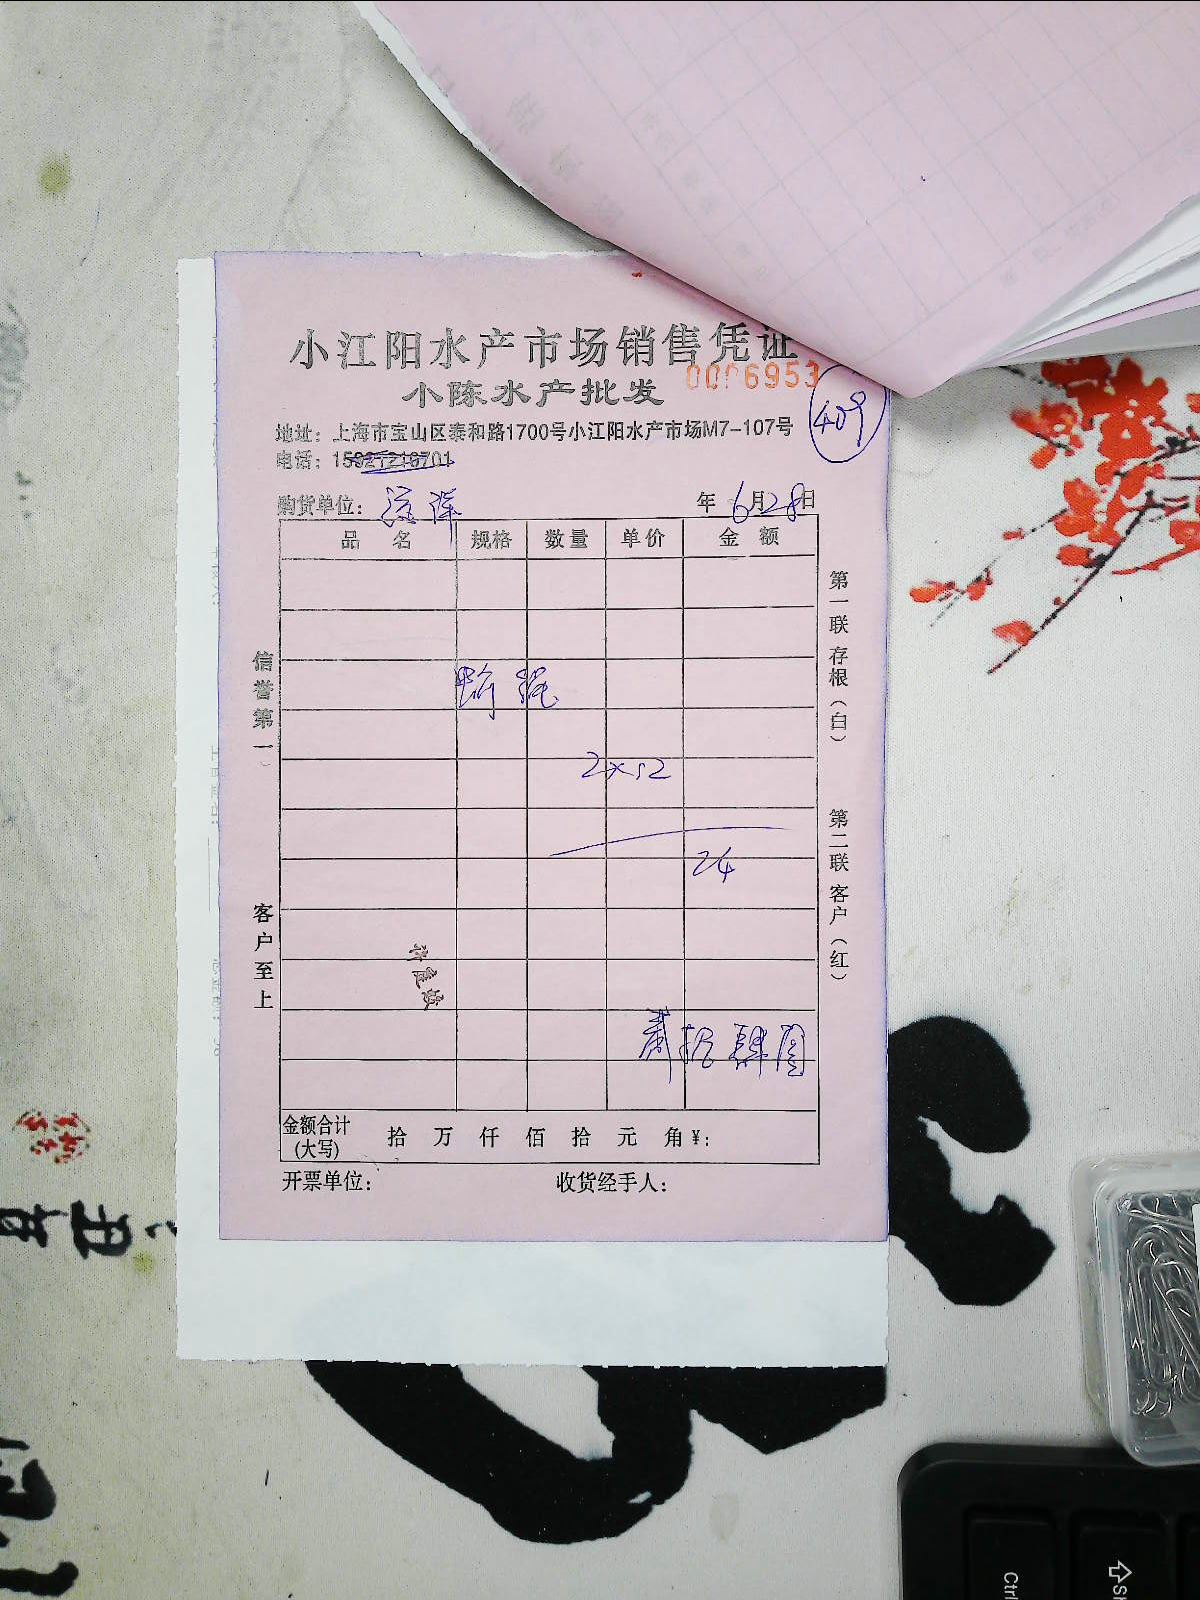 小江阳水产市场销售凭证
0006953
小陈水产批发
409
地址：上海市宝山区泰和路1700号小江阳水产市场M7-107号
电话：15921218701
购货单位：
年6月28日
品 名 规格 数量 单价 金 额
第一联 存根（白）
信誉第一
2×12
第二联 客户（红）
24
客户至上
贰拾肆圆
金额合计(大写) 拾 万 仟 佰 拾 元 角 ¥:
开票单位: 收货经手人:
Ctrl